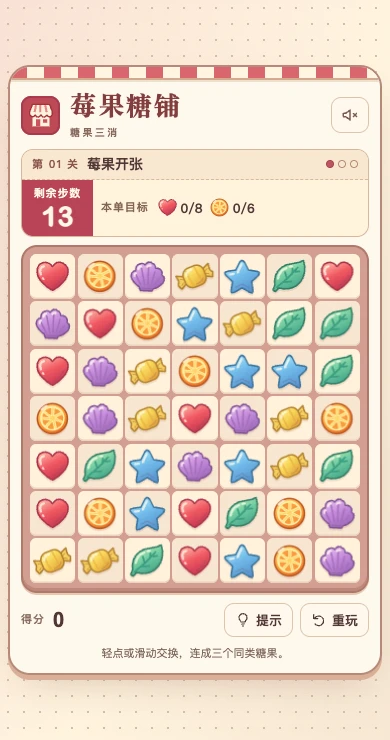 莓果糖铺
糖果三消
第 01 关 莓果开张
剩余步数
13
本单目标 0/8 0/6
得分 0
提示
重玩
轻点或滑动交换，连成三个同类糖果。